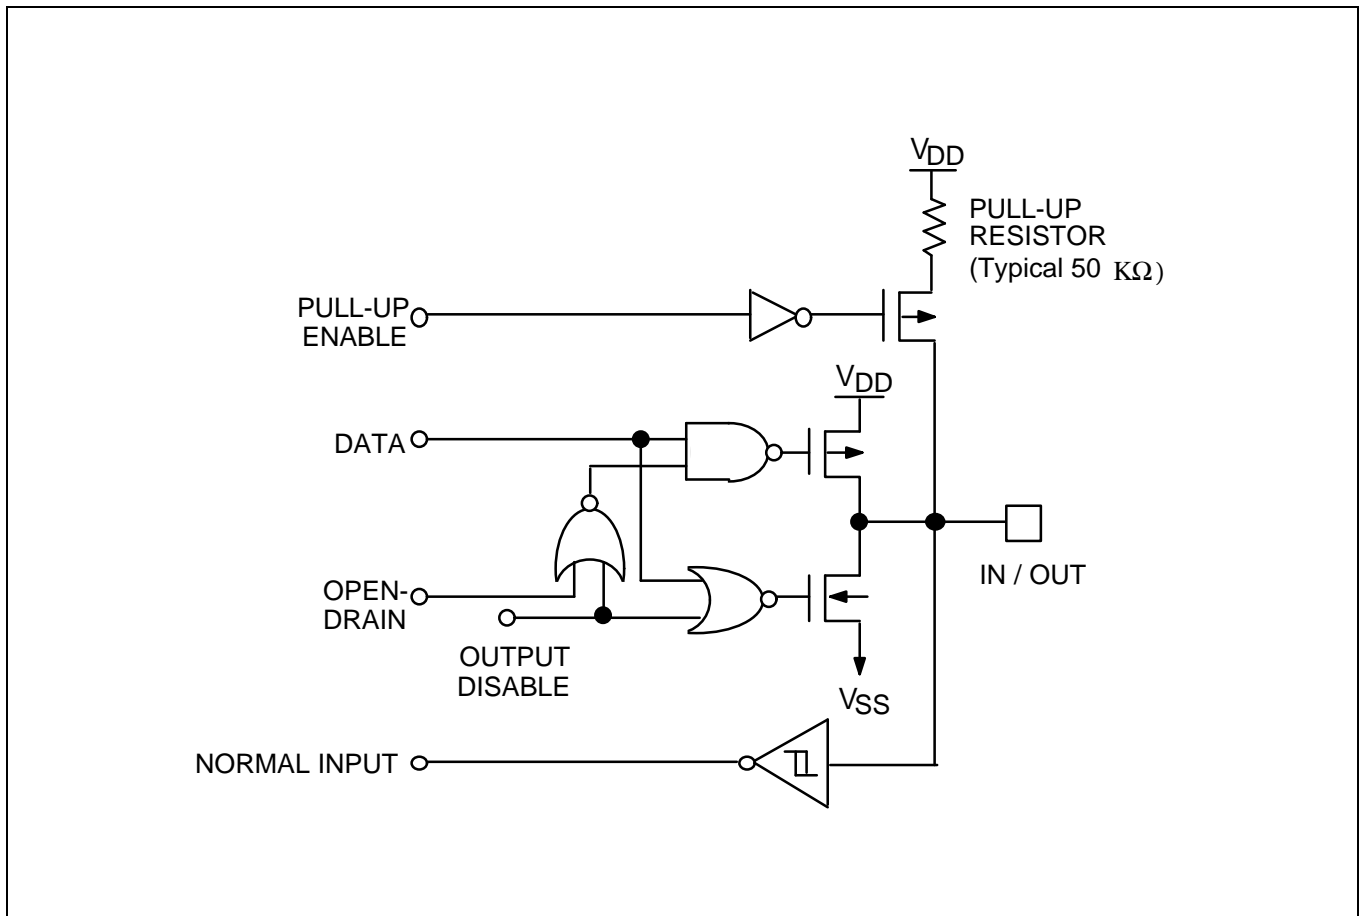 VDD
PULL-UP
RESISTOR
(Typical 50 KΩ)
PULL-UP
ENABLE
VDD
DATA
OPEN-
DRAIN
IN / OUT
OUTPUT
DISABLE
VSS
NORMAL INPUT